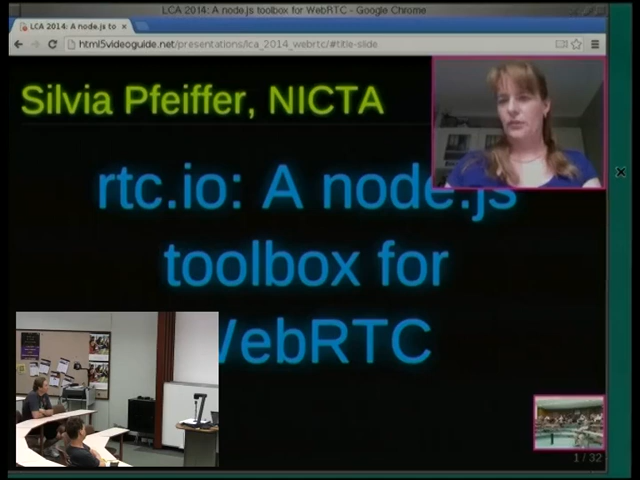 LCA 2014: A node.js toolbox for WebRTC - Google Chrome
LCA 2014: A node.js to
html5videoguide.net/presentations/lca_2014_webrtc/#title-slide
Silvia Pfeiffer, NICTA
rtc.io: A node.js
toolbox for
WebRTC
1 / 32